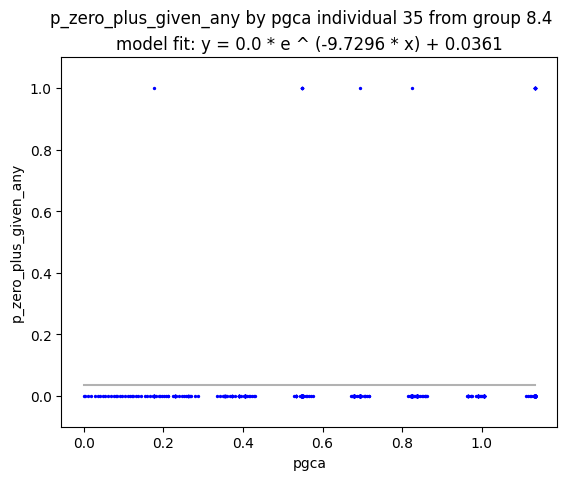 p_zero_plus_given_any by pgca individual 35 from group 8.4
model fit: y = 0.0 * e ^ (-9.7296 * x) + 0.0361
1.0
0.8
0.6
0.4
0.2
0.0
p_zero_plus_given_any
0.0 0.2 0.4 0.6 0.8 1.0
pgca